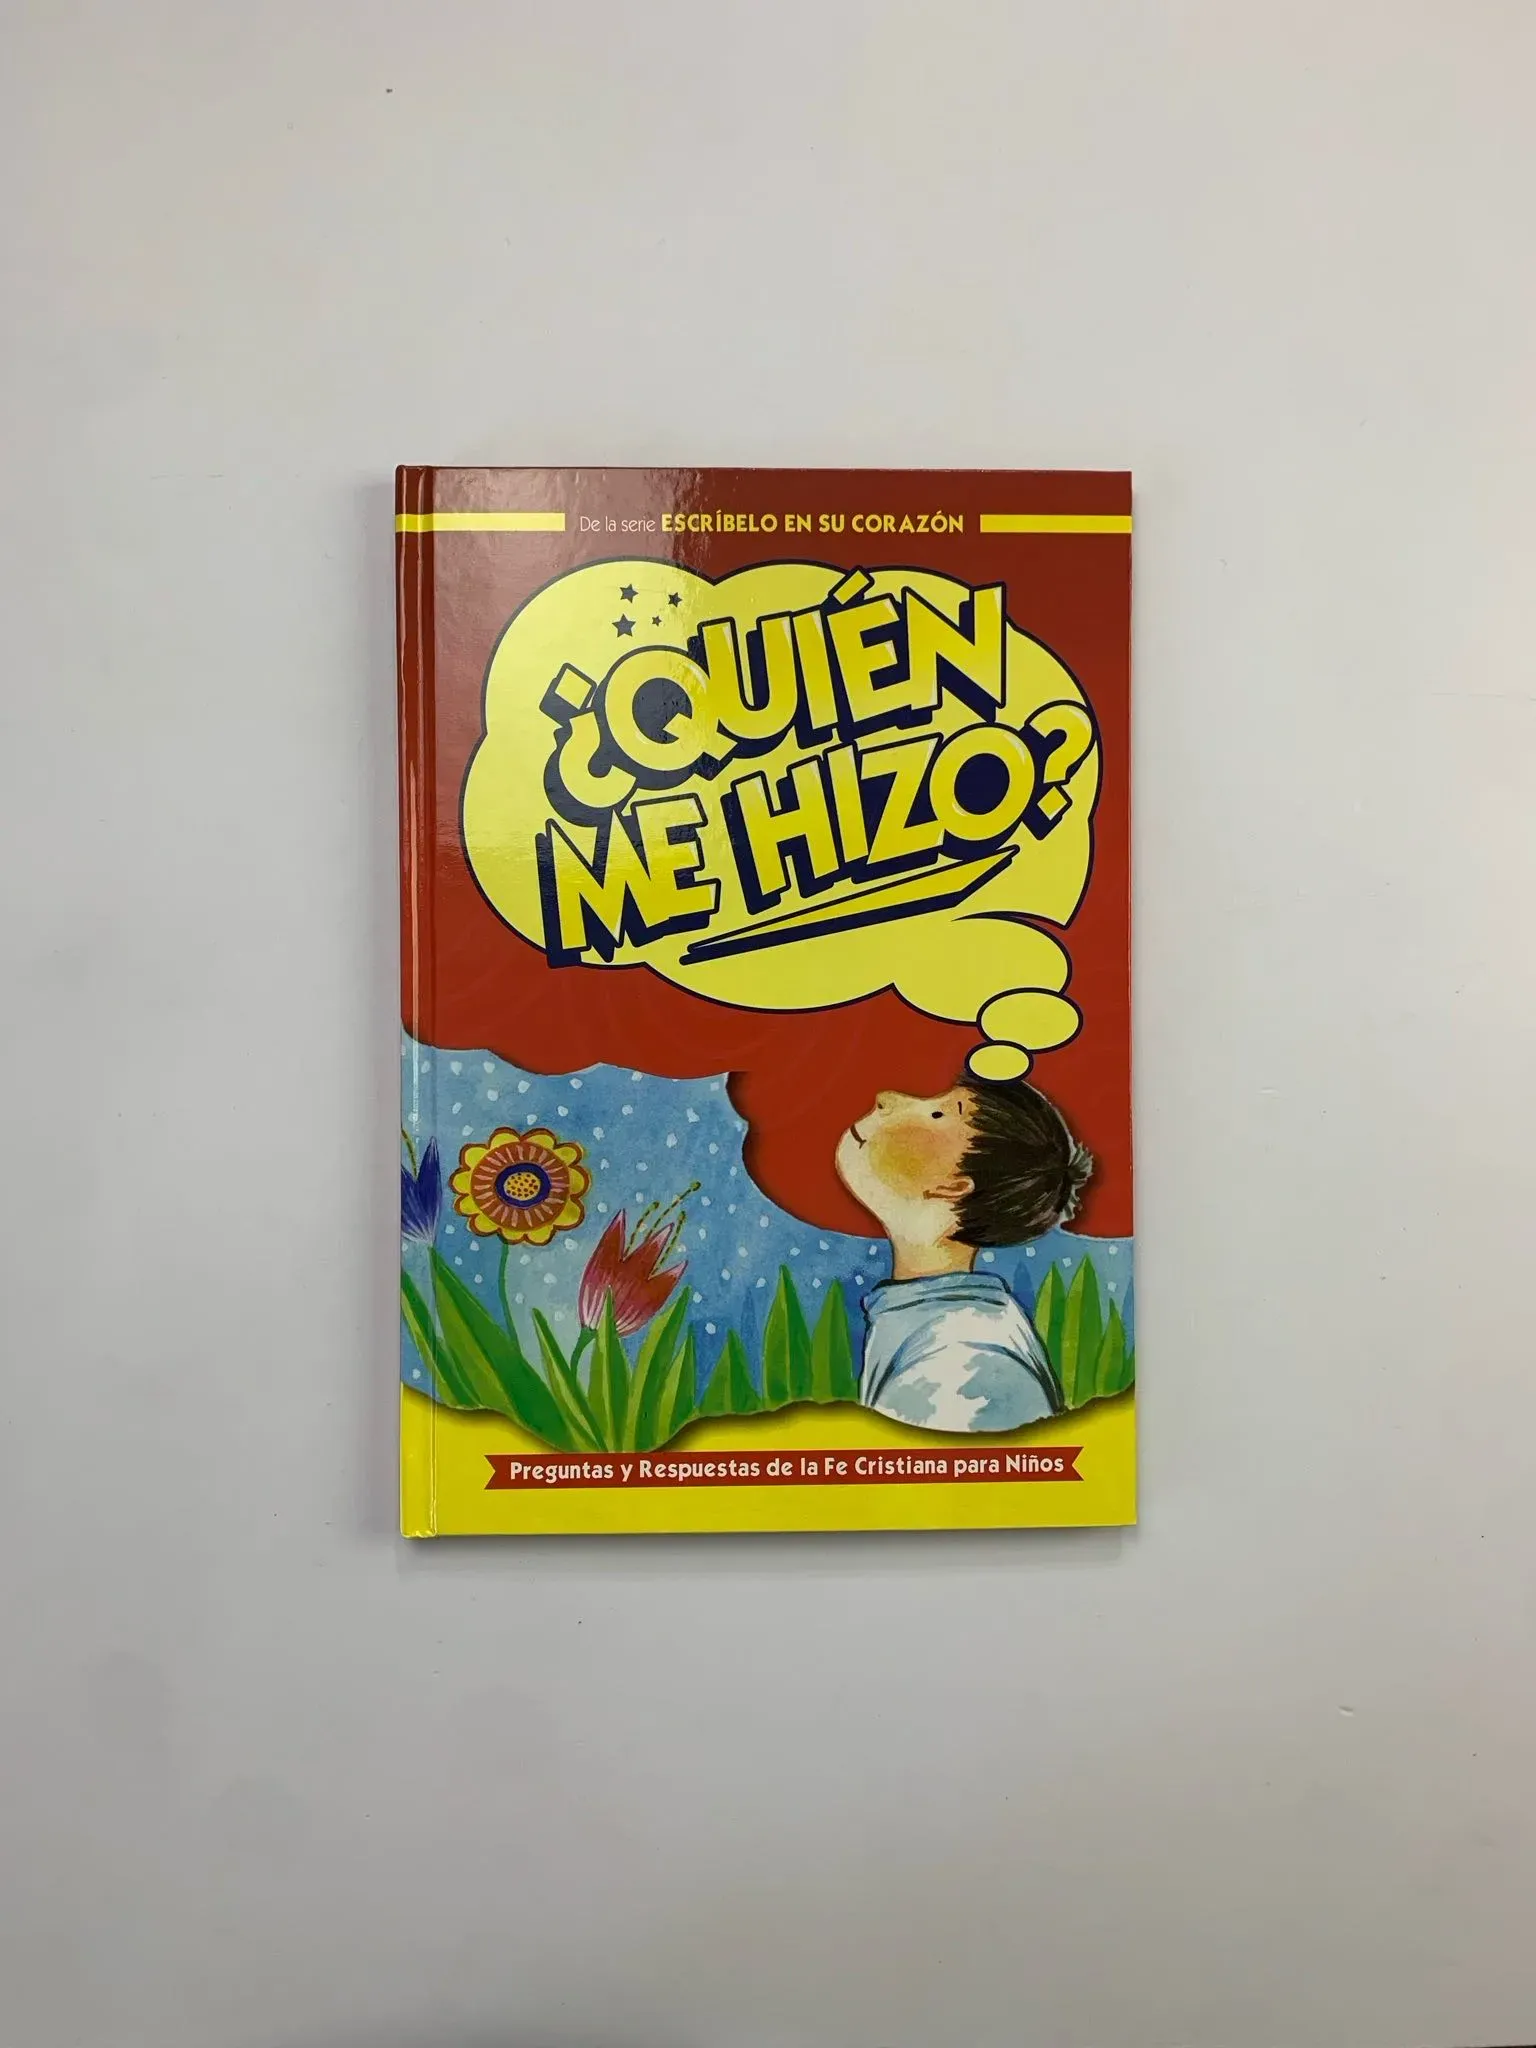 De la serie ESCRÍBELO EN SU CORAZÓN
¿QUIÉN
ME HIZO?
Preguntas y Respuestas de la Fe Cristiana para Niños